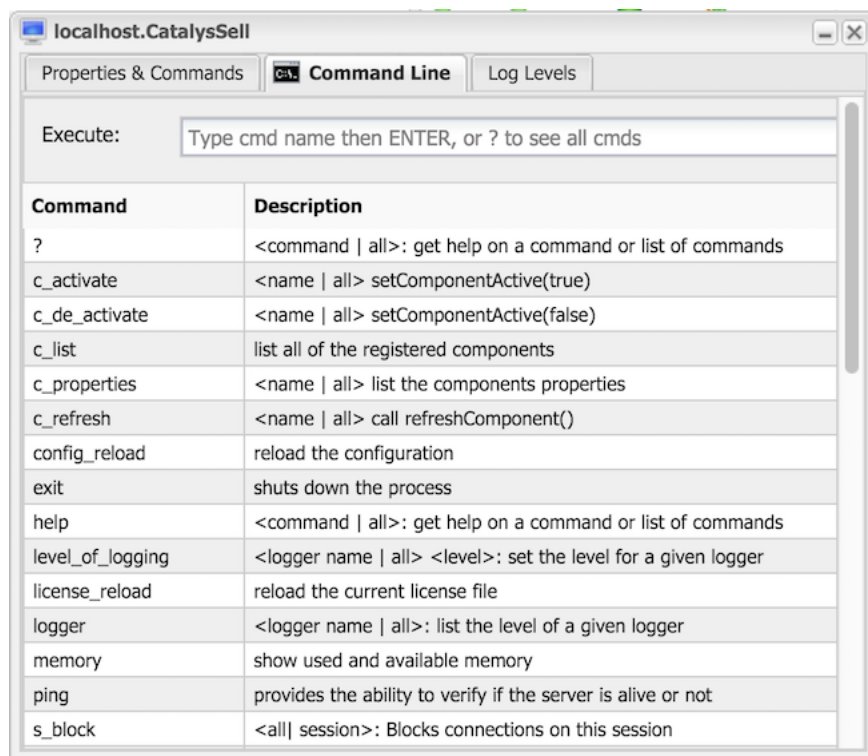 localhost.CatalysSell
Properties & Commands
C:\. Command Line
Log Levels
Execute: Type cmd name then ENTER, or ? to see all cmds
Command Description
? <command | all>: get help on a command or list of commands
c_activate <name | all> setComponentActive(true)
c_de_activate <name | all> setComponentActive(false)
c_list list all of the registered components
c_properties <name | all> list the components properties
c_refresh <name | all> call refreshComponent()
config_reload reload the configuration
exit shuts down the process
help <command | all>: get help on a command or list of commands
level_of_logging <logger name | all> <level>: set the level for a given logger
license_reload reload the current license file
logger <logger name | all>: list the level of a given logger
memory show used and available memory
ping provides the ability to verify if the server is alive or not
s_block <all| session>: Blocks connections on this session